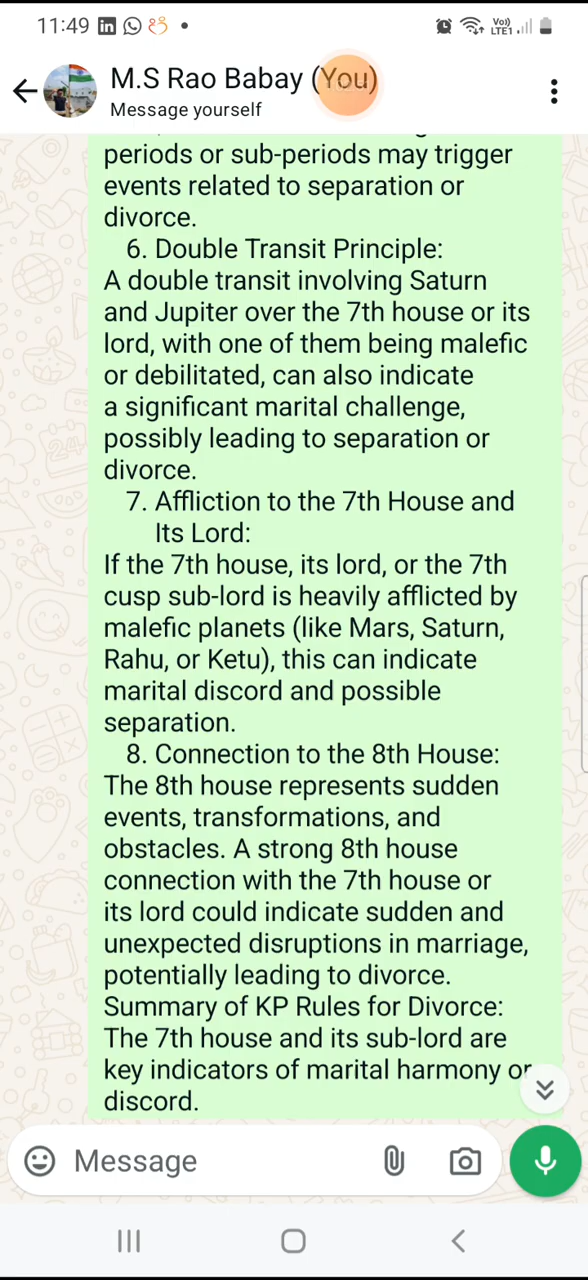 11:49
Vo))
LTE1
M.S Rao Babay (You)
Message yourself
periods or sub-periods may trigger
events related to separation or
divorce.
6. Double Transit Principle:
A double transit involving Saturn
and Jupiter over the 7th house or its
lord, with one of them being malefic
or debilitated, can also indicate
a significant marital challenge,
possibly leading to separation or
divorce.
7. Affliction to the 7th House and
Its Lord:
If the 7th house, its lord, or the 7th
cusp sub-lord is heavily afflicted by
malefic planets (like Mars, Saturn,
Rahu, or Ketu), this can indicate
marital discord and possible
separation.
8. Connection to the 8th House:
The 8th house represents sudden
events, transformations, and
obstacles. A strong 8th house
connection with the 7th house or
its lord could indicate sudden and
unexpected disruptions in marriage,
potentially leading to divorce.
Summary of KP Rules for Divorce:
The 7th house and its sub-lord are
key indicators of marital harmony or
discord.
Message